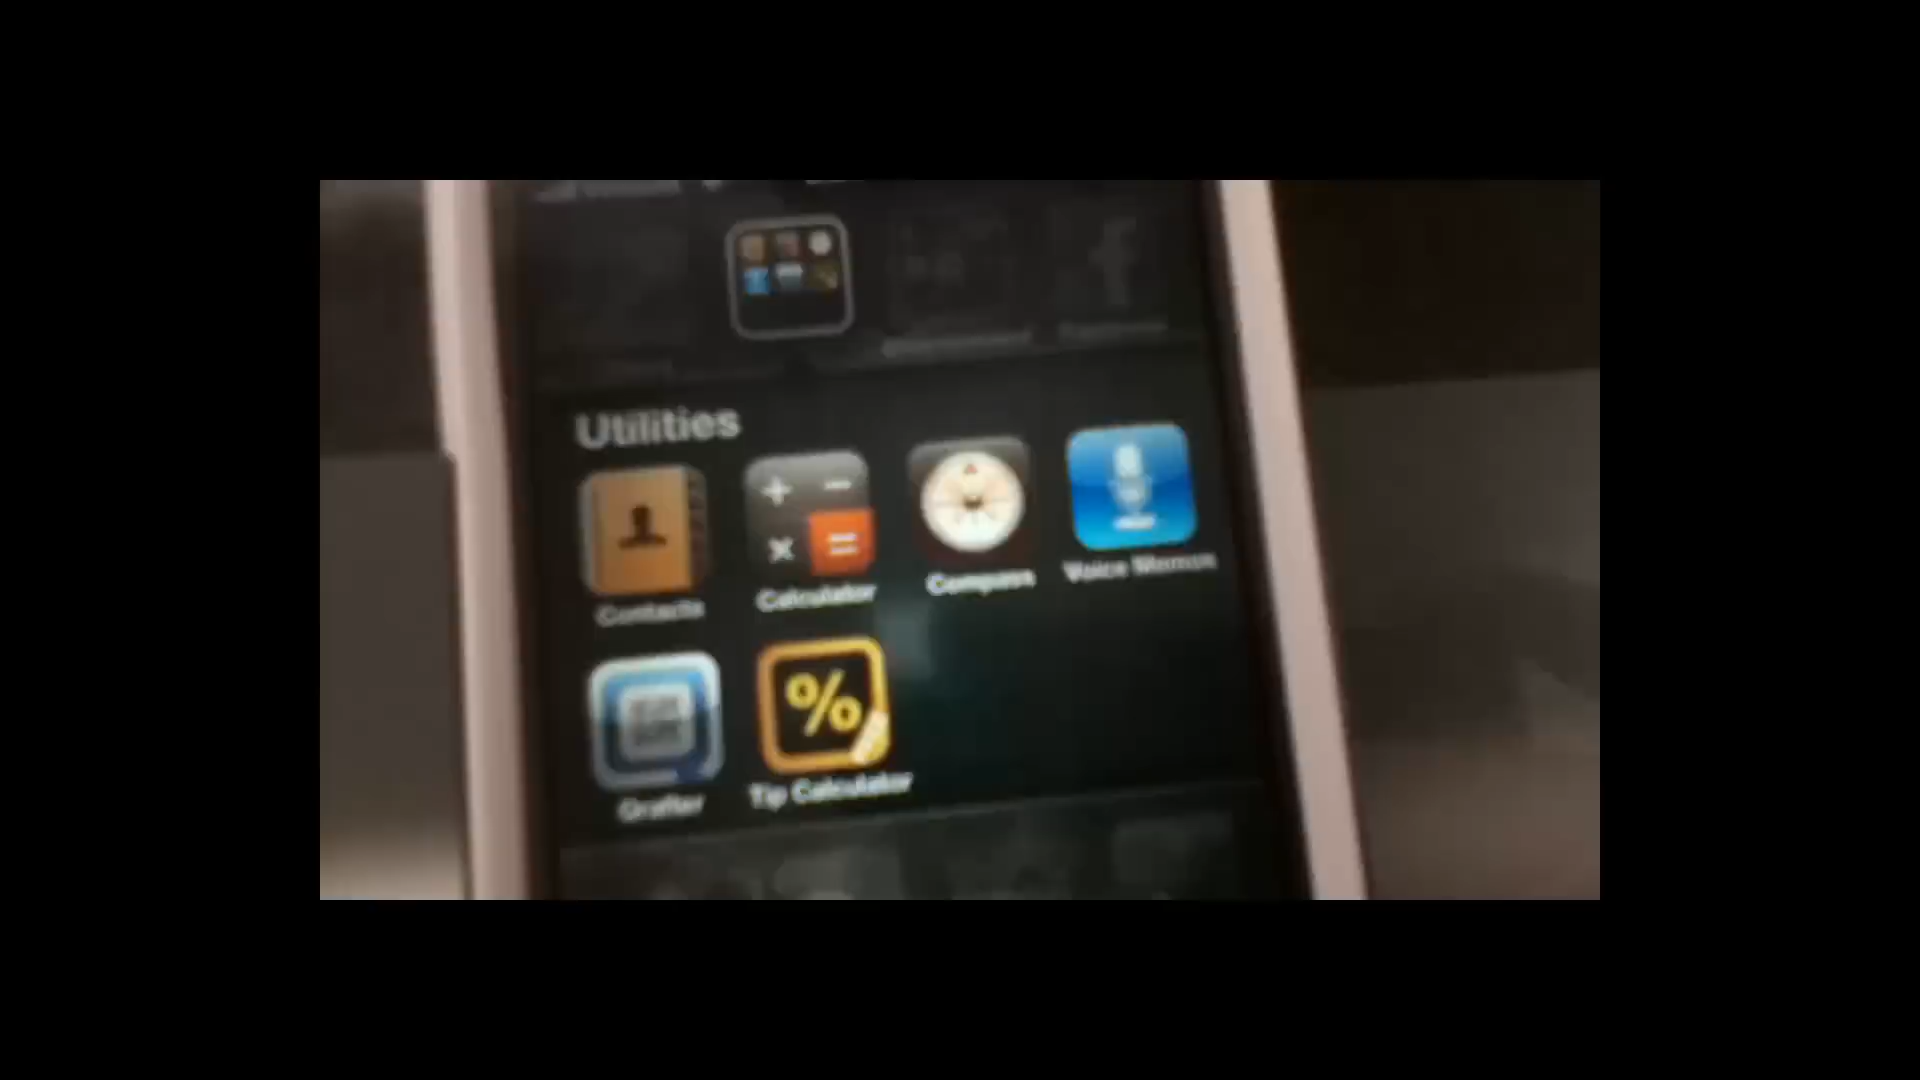 Utilities
Contacts Calculator Compass Voice Memos
Grafter Tip Calculator